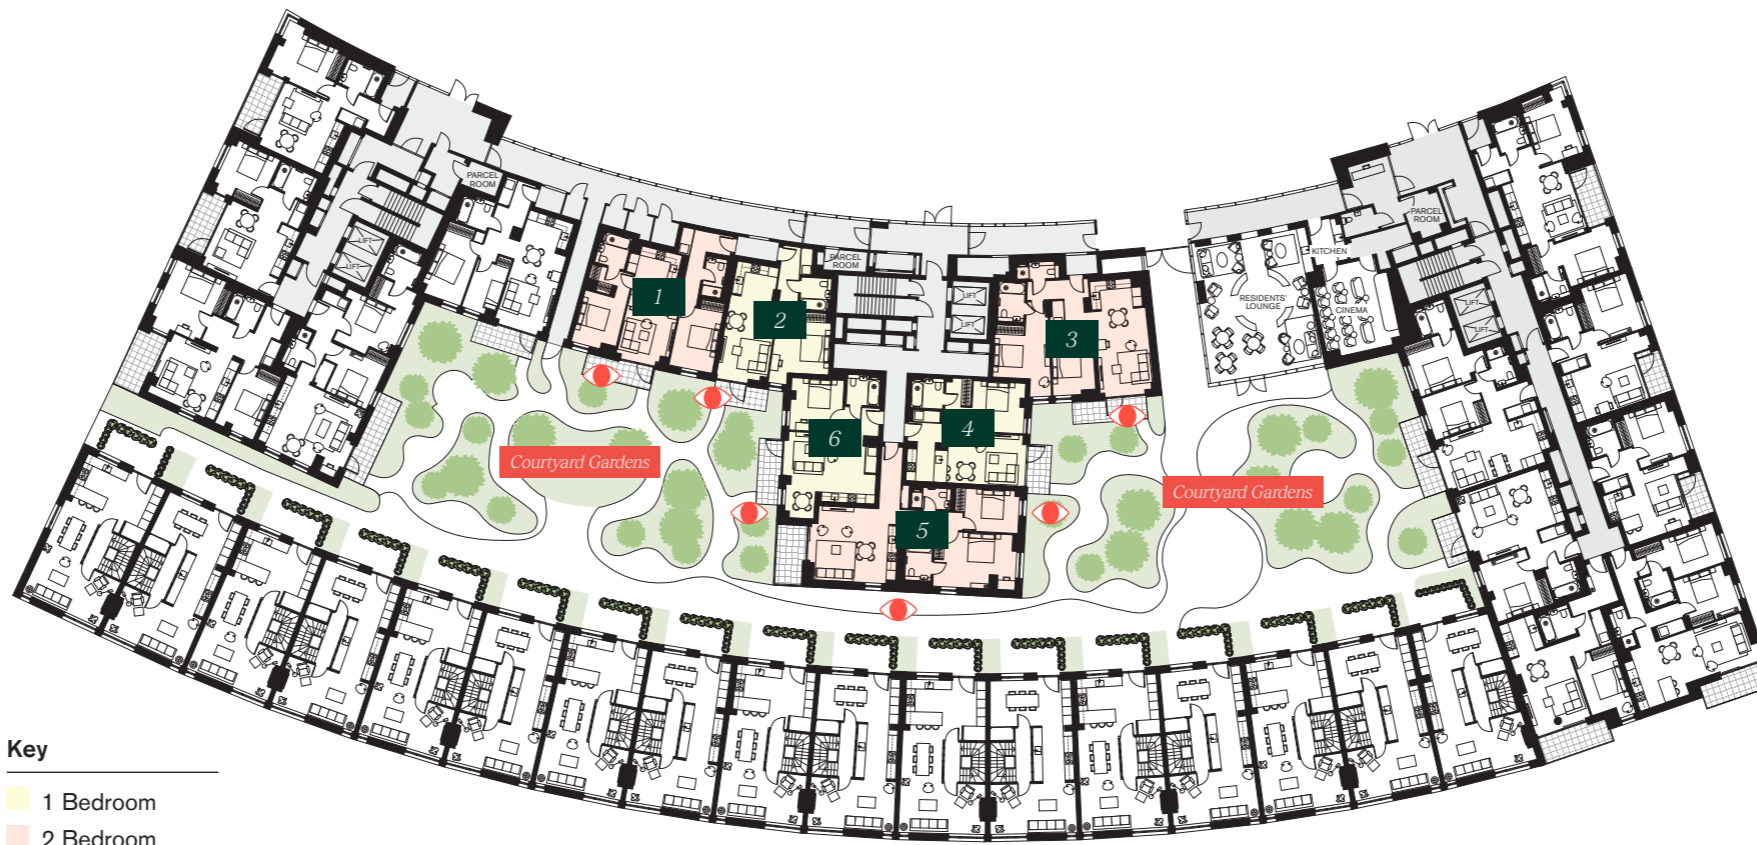 PARCEL
ROOM
LIFT
LIFT
1
2
PARCEL
ROOM
LIFT
LIFT
3
KITCHEN
RESIDENTS'
LOUNGE
CINEMA
PARCEL
ROOM
LIFT
LIFT
6
4
5
Courtyard Gardens
Courtyard Gardens
Key
1 Bedroom
2 Bedroom